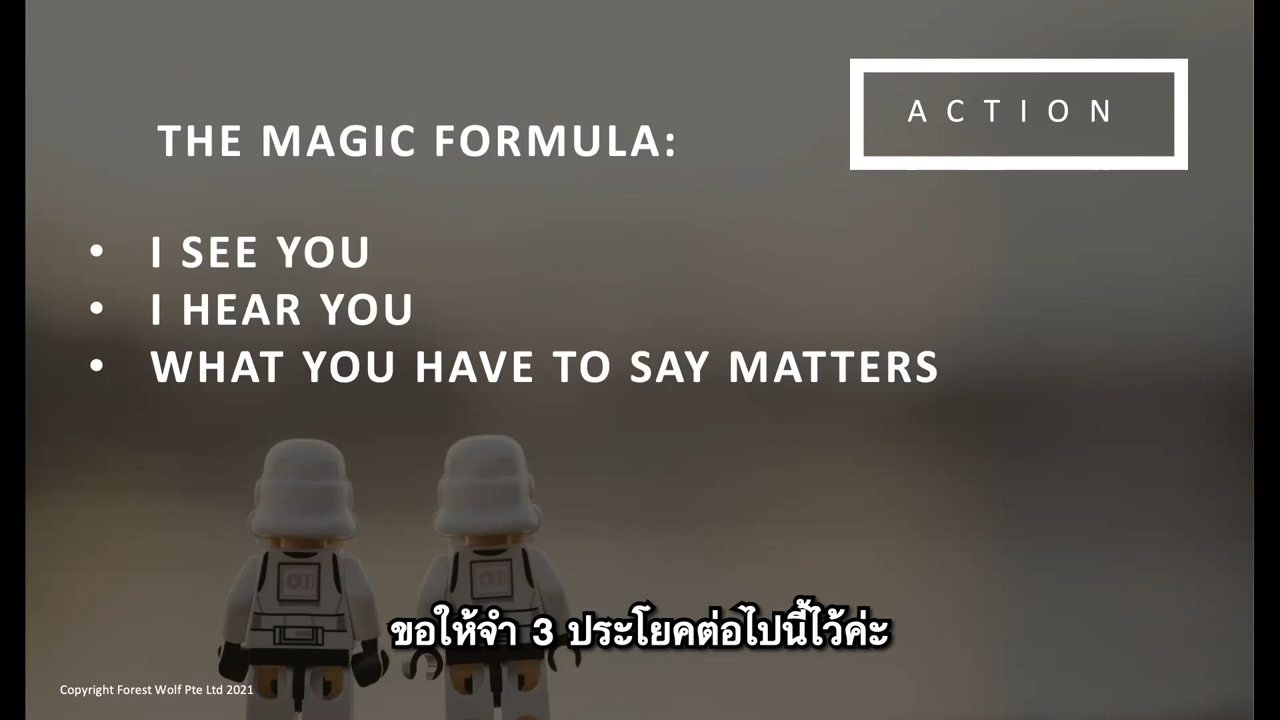 ACTION
THE MAGIC FORMULA:
• I SEE YOU
• I HEAR YOU
• WHAT YOU HAVE TO SAY MATTERS
ขอให้จำ 3 ประโยคต่อไปนี้ไว้ค่ะ
Copyright Forest Wolf Pte Ltd 2021